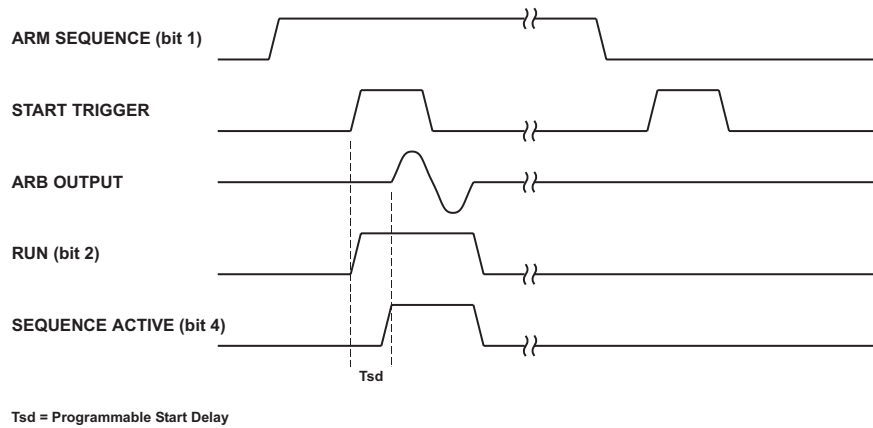 ARM SEQUENCE (bit 1)
START TRIGGER
ARB OUTPUT
RUN (bit 2)
SEQUENCE ACTIVE (bit 4)
Tsd
Tsd = Programmable Start Delay